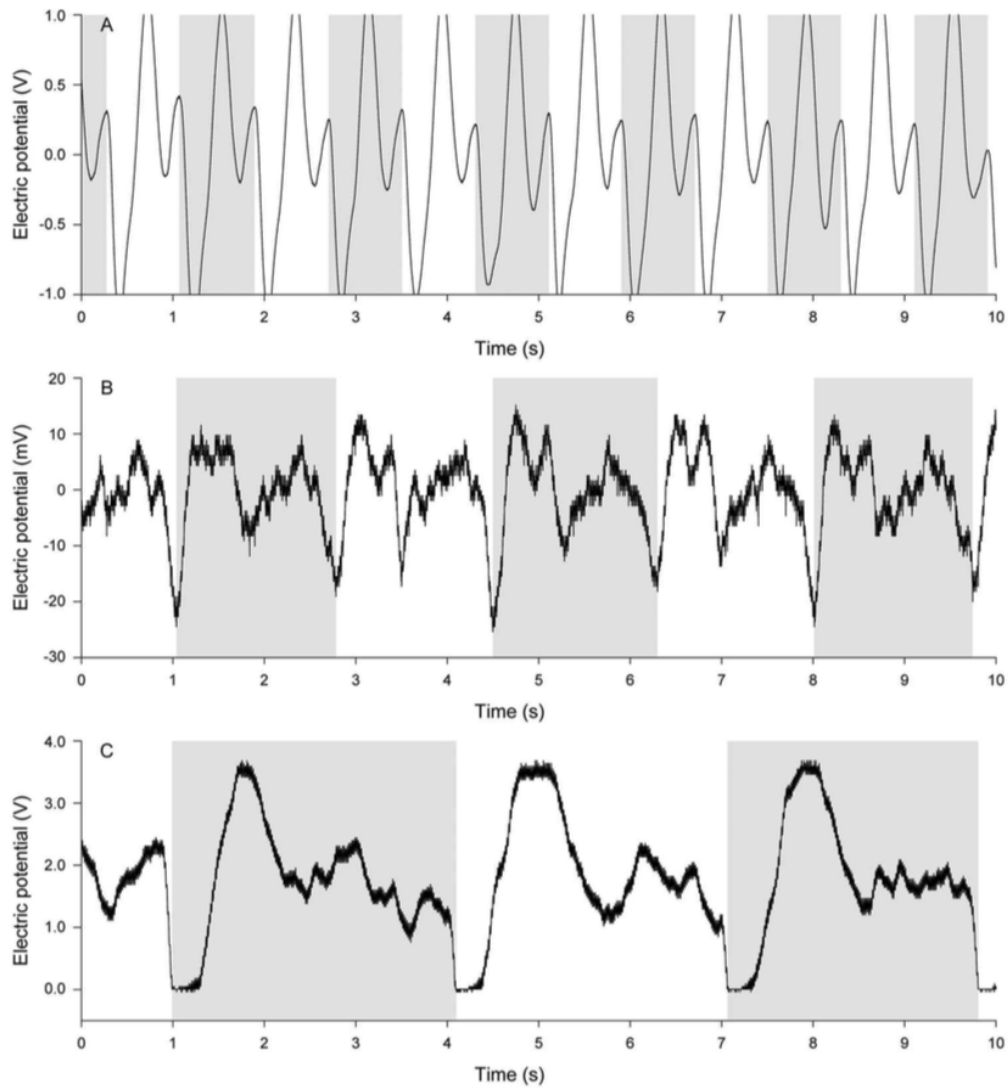 A
Electric potential (V)
1.0
0.5
0.0
-0.5
-1.0
0 1 2 3 4 5 6 7 8 9 10
Time (s)
B
Electric potential (mV)
20
10
0
-10
-20
-30
0 1 2 3 4 5 6 7 8 9 10
Time (s)
C
Electric potential (V)
4.0
3.0
2.0
1.0
0.0
0 1 2 3 4 5 6 7 8 9 10
Time (s)